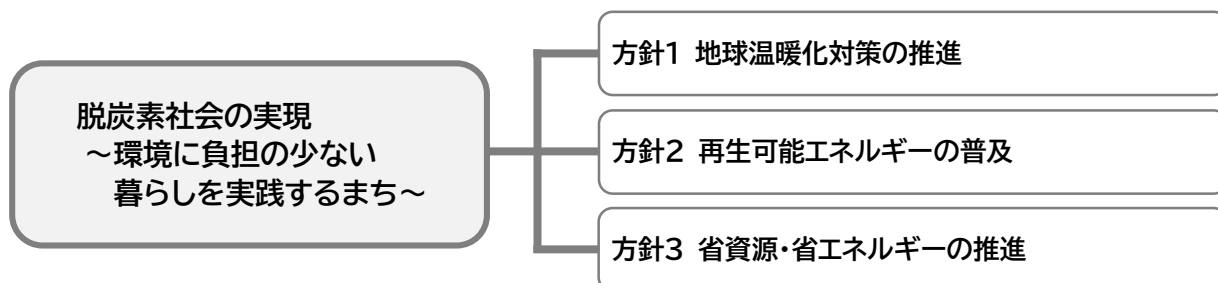 脱炭素社会の実現
~環境に負担の少ない
暮らしを実践するまち~
方針1 地球温暖化対策の推進
方針2 再生可能エネルギーの普及
方針3 省資源・省エネルギーの推進